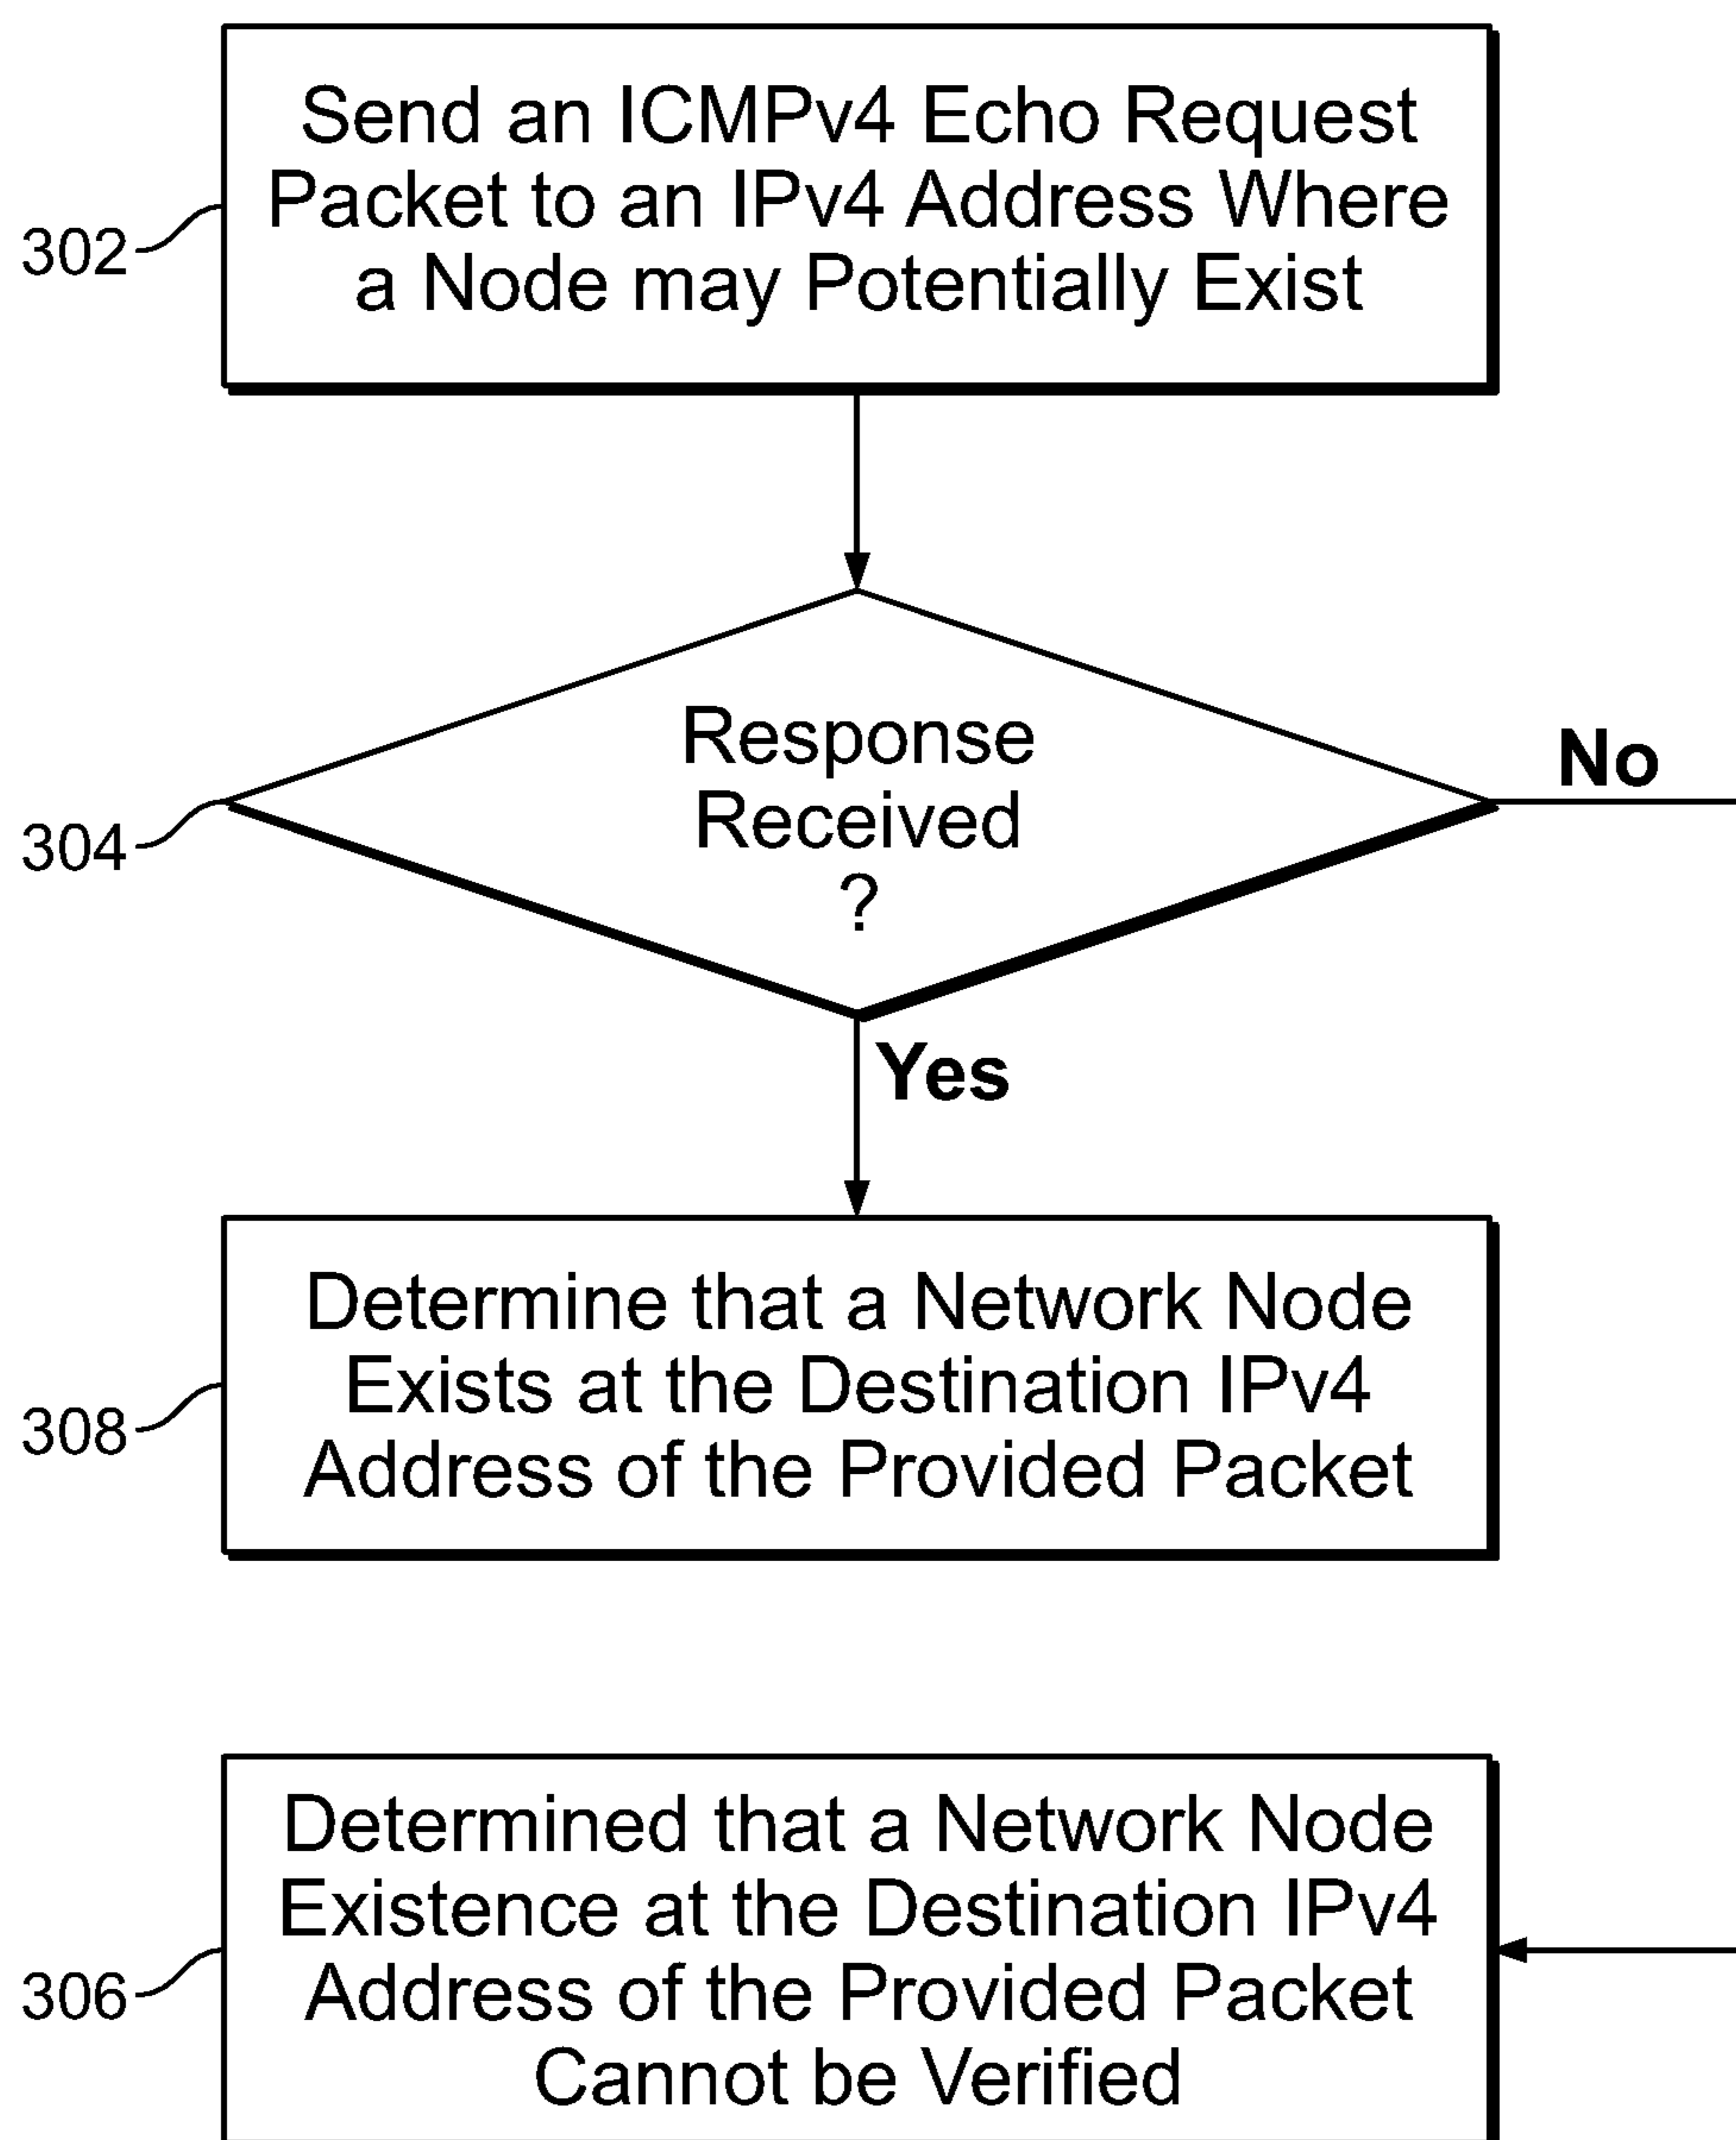 Send an ICMPv4 Echo Request
Packet to an IPv4 Address Where
a Node may Potentially Exist
302
Response
Received
?
No
304
Yes
Determine that a Network Node
Exists at the Destination IPv4
Address of the Provided Packet
308
Determined that a Network Node
Existence at the Destination IPv4
Address of the Provided Packet
Cannot be Verified
306